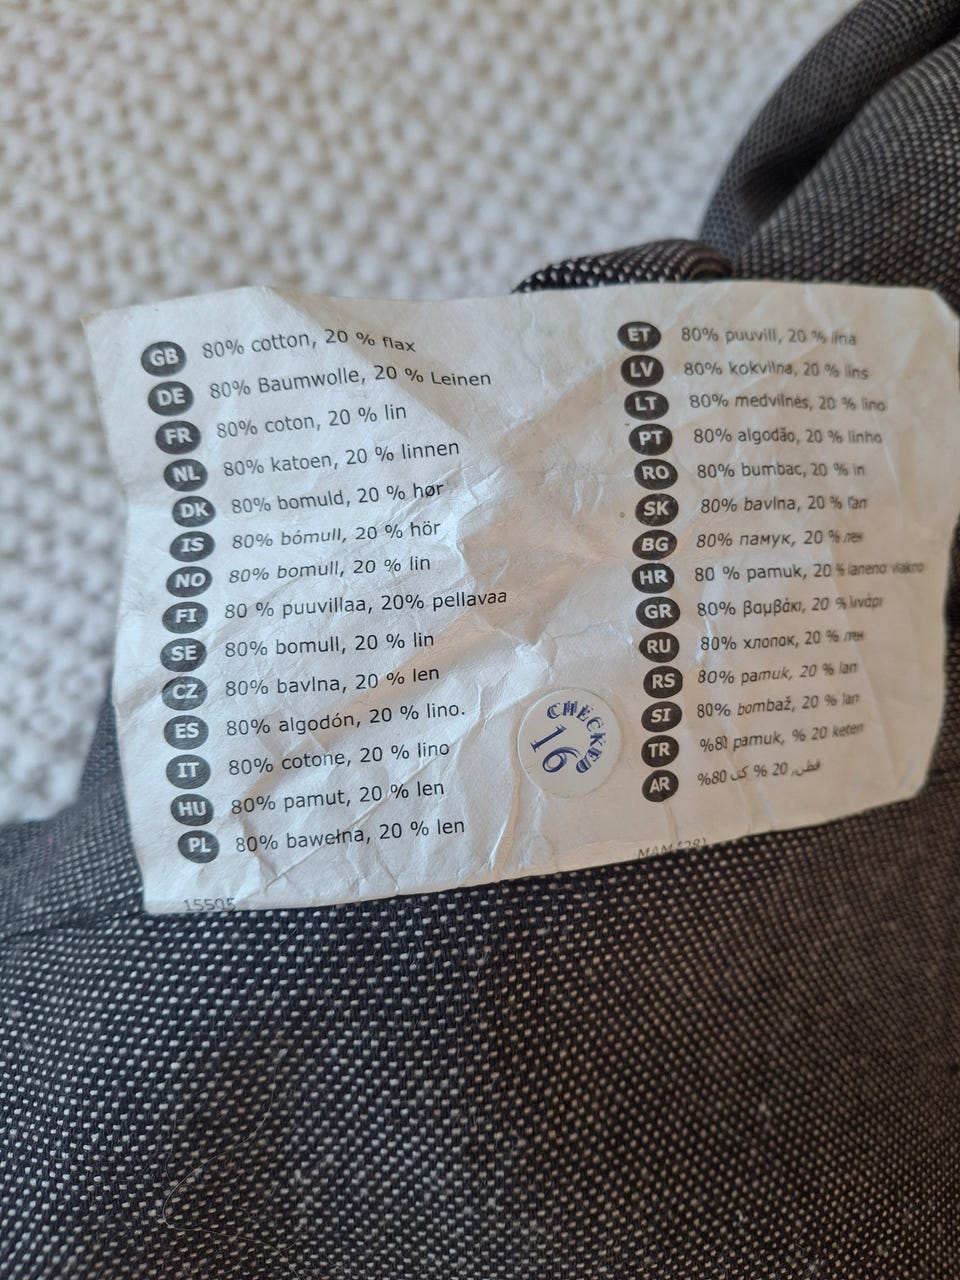 GB 80% cotton, 20 % flax
DE 80% Baumwolle, 20 % Leinen
FR 80% coton, 20 % lin
NL 80% katoen, 20 % linnen
DK 80% bomuld, 20 % hør
IS 80% bómull, 20 % hör
NO 80% bomull, 20 % lin
FI 80 % puuvillaa, 20% pellavaa
SE 80% bomull, 20 % lin
CZ 80% bavlna, 20 % len
ES 80% algodón, 20 % lino.
IT 80% cotone, 20 % lino
HU 80% pamut, 20 % len
PL 80% bawełna, 20 % len
15505
CHECKED
16
ET 80% puuvill, 20 % lina
LV 80% kokvilna, 20 % lins
LT 80% medvilnės, 20 % lino
PT 80% algodão, 20 % linho
RO 80% bumbac, 20 % in
SK 80% bavlna, 20 % ľan
BG 80% памук, 20 % лен
HR 80 % pamuk, 20 % laneno vlakno
GR 80% βαμβάκι, 20 % λινάρι
RU 80% хлопок, 20 % лен
RS 80% pamuk, 20 % lan
SI 80% bombaž, 20 % lan
TR %80 pamuk, % 20 keten
AR %80 % 20 قطن,
MAM (28)